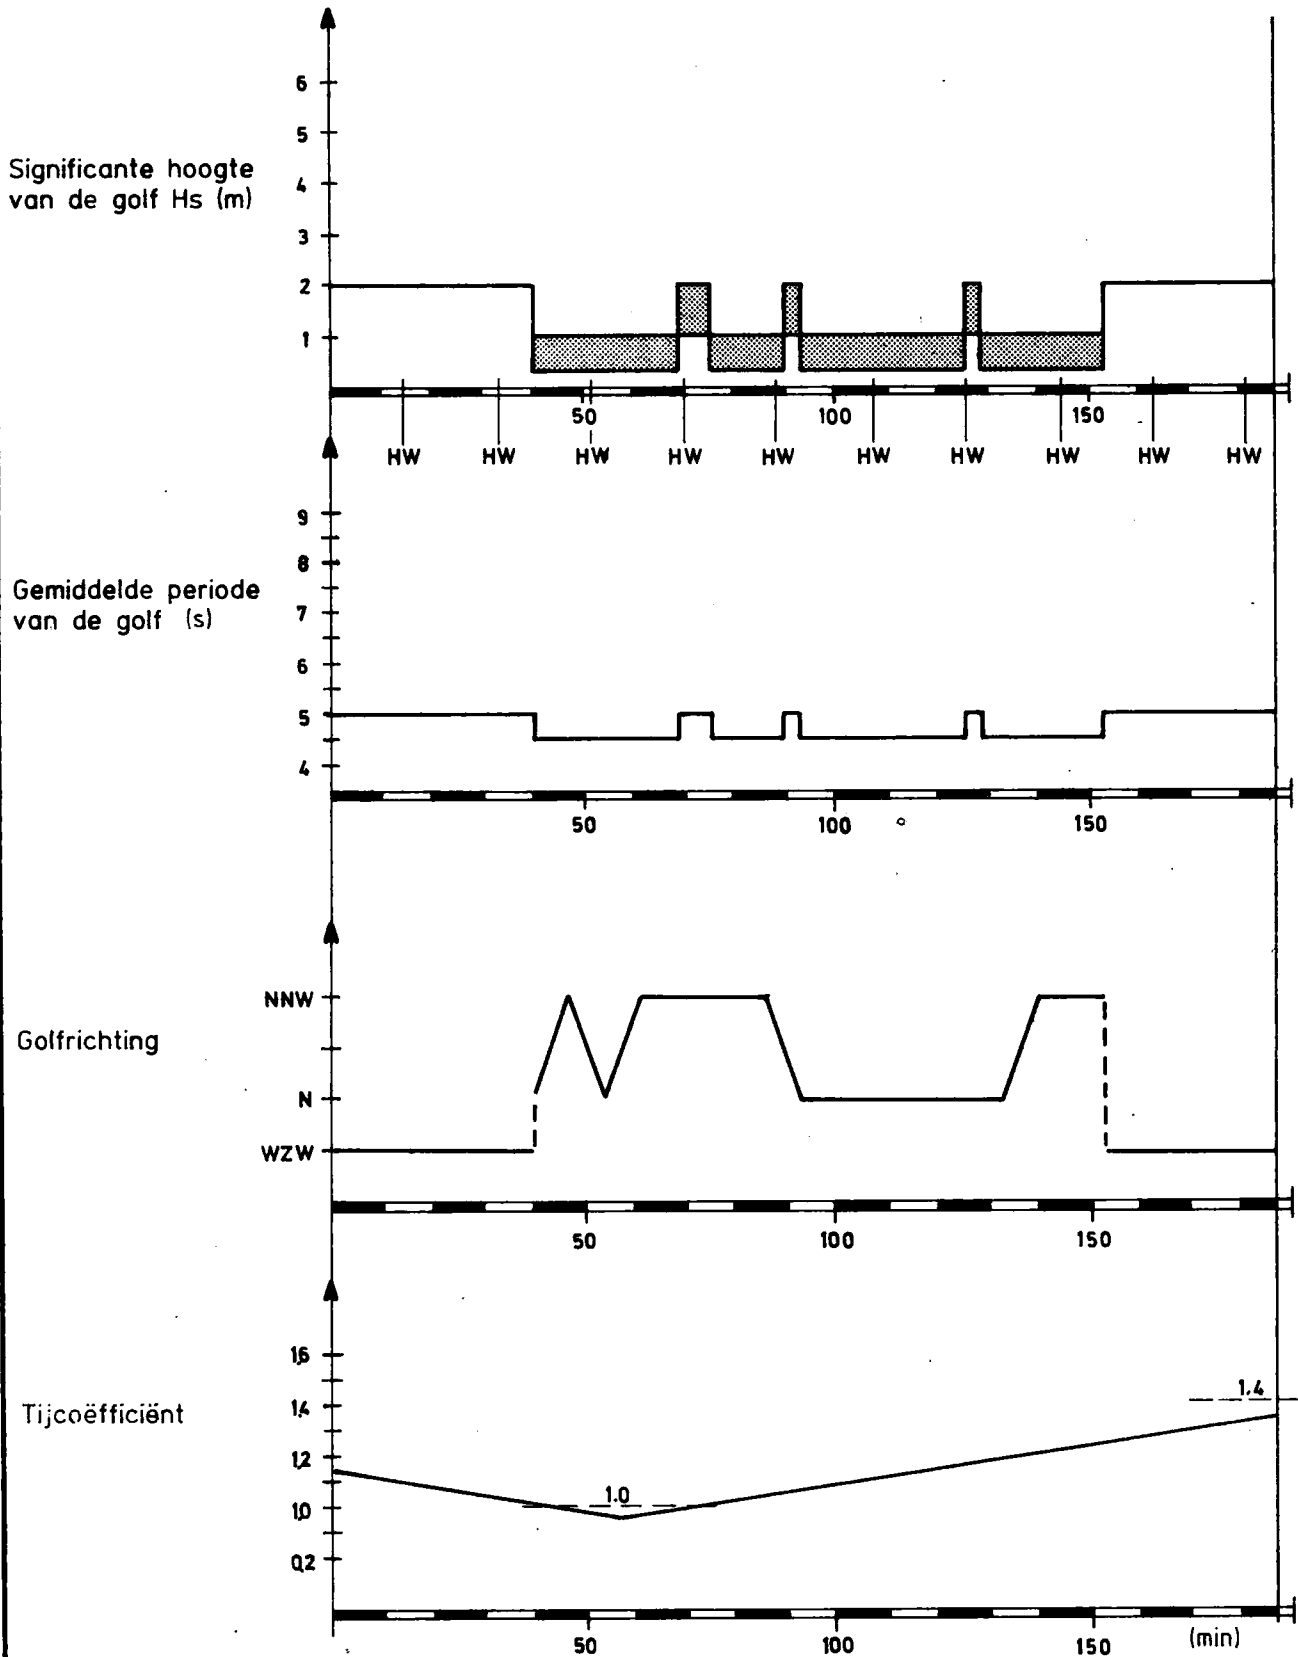 6
5
Significante hoogte
van de golf Hs (m)
4
3
2
1
50 100 150
HW HW HW HW HW HW HW HW HW HW
9
8
Gemiddelde periode
van de golf (s)
7
6
5
4
50 100 150
NNW
Golfrichting
N
WZW
50 100 150
1,6
1.4
Tijcoëfficiënt
1,4
1,2
1.0
1,0
0,2
50 100 150 (min)